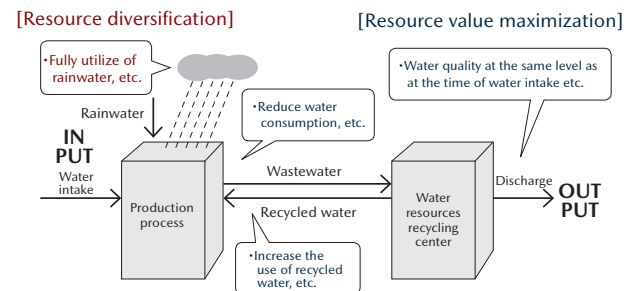 [Resource diversification]
[Resource value maximization]
·Fully utilize of
rainwater, etc.
·Water quality at the same level as
at the time of water intake etc.
Rainwater
·Reduce water
consumption, etc.
IN
PUT
Water
intake
Production
process
Wastewater
Recycled water
Water
resources
recycling
center
Discharge
OUT
PUT
·Increase the
use of recycled
water, etc.